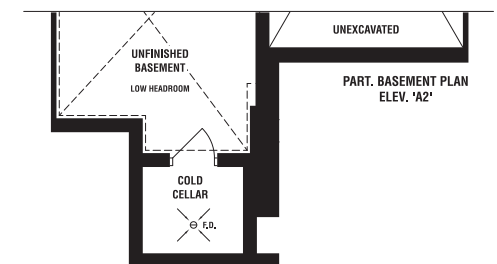 UNEXCAVATED
UNFINISHED
BASEMENT
LOW HEADROOM
PART. BASEMENT PLAN
ELEV. 'A2'
COLD
CELLAR
F.D.